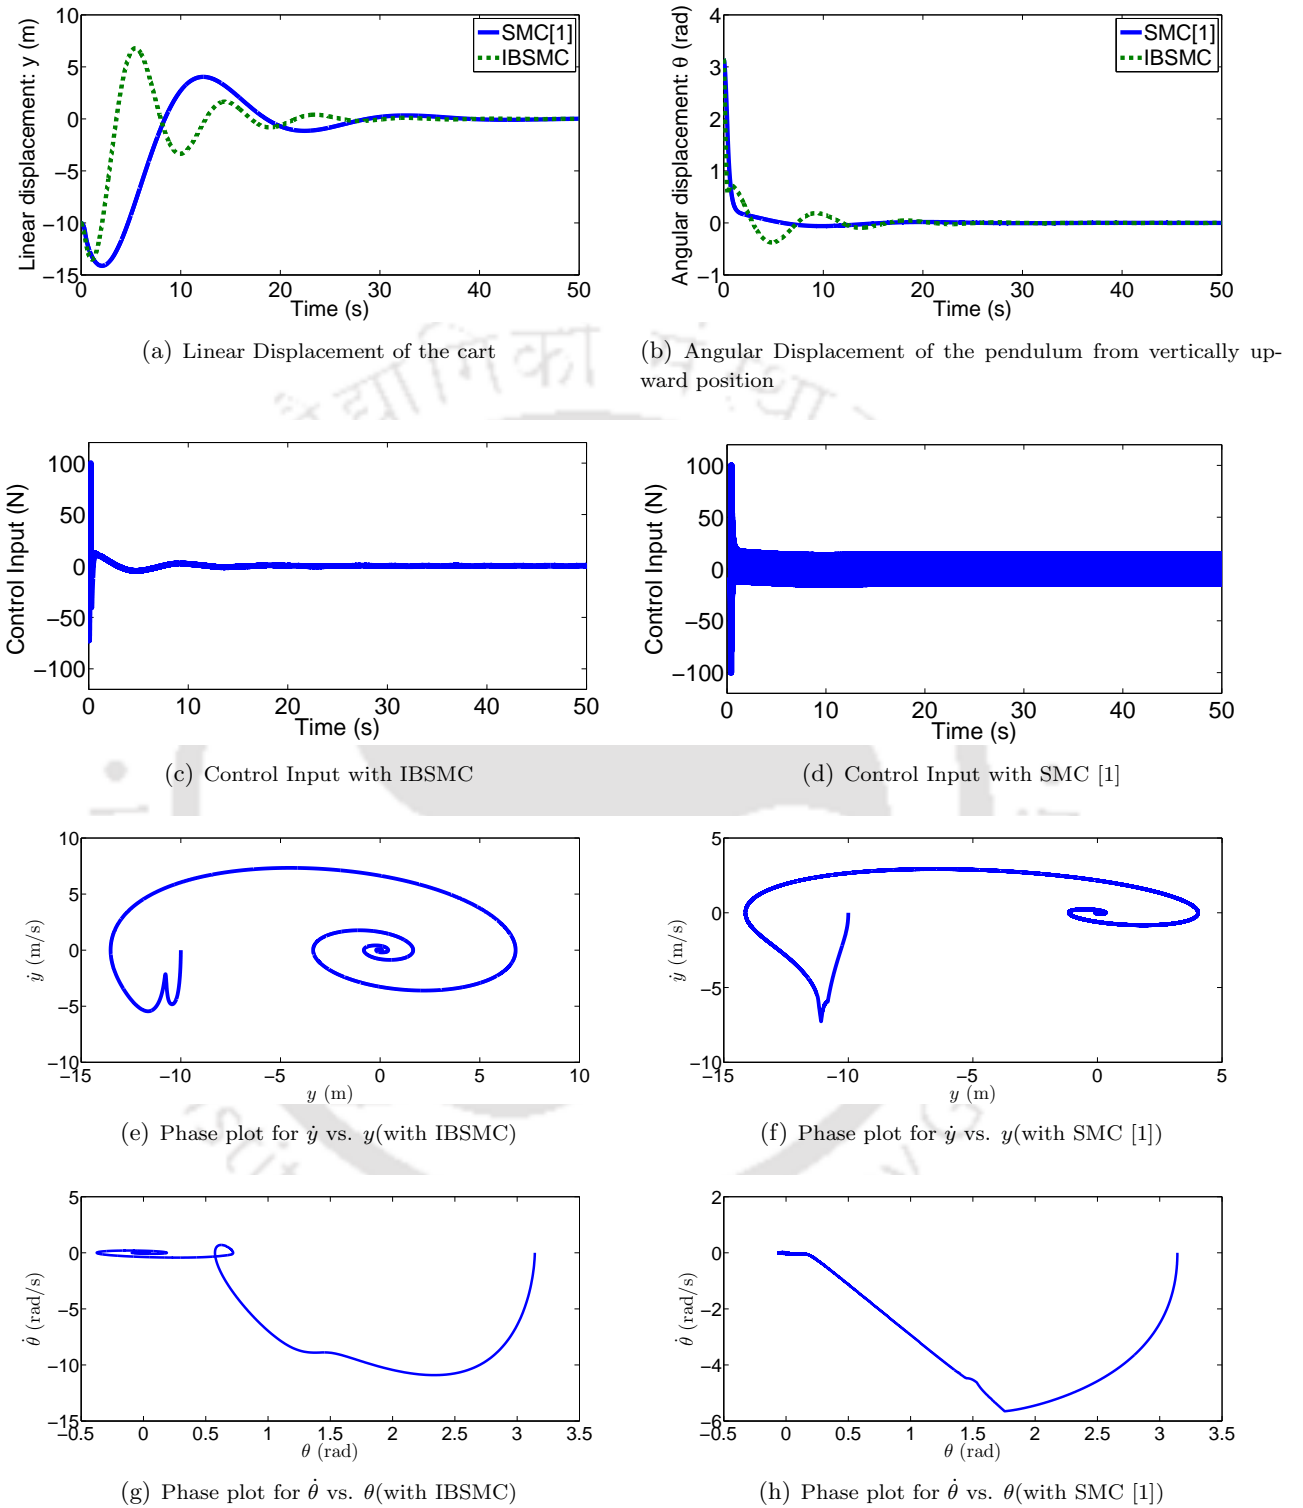 10
5
0
−5
−10
−15
0 10 20 30 40 50
Linear displacement: y (m)
Time (s)
SMC[1]
IBSMC
(a) Linear Displacement of the cart
4
3
2
1
0
−1
0 10 20 30 40 50
Angular displacement: θ (rad)
Time (s)
SMC[1]
IBSMC
(b) Angular Displacement of the pendulum from vertically up-
ward position
100
50
0
−50
−100
0 10 20 30 40 50
Control Input (N)
Time (s)
(c) Control Input with IBSMC
100
50
0
−50
−100
0 10 20 30 40 50
Control Input (N)
Time (s)
(d) Control Input with SMC [1]
10
5
0
−5
−10
−15 −10 −5 0 5 10
ẏ (m/s)
y (m)
(e) Phase plot for ẏ vs. y(with IBSMC)
5
0
−5
−10
−15 −10 −5 0 5
ẏ (m/s)
y (m)
(f) Phase plot for ẏ vs. y(with SMC [1])
5
0
−5
−10
−15
−0.5 0 0.5 1 1.5 2 2.5 3 3.5
θ̇ (rad/s)
θ (rad)
(g) Phase plot for θ̇ vs. θ(with IBSMC)
2
0
−2
−4
−6
−0.5 0 0.5 1 1.5 2 2.5 3 3.5
θ̇ (rad/s)
θ (rad)
(h) Phase plot for θ̇ vs. θ(with SMC [1])